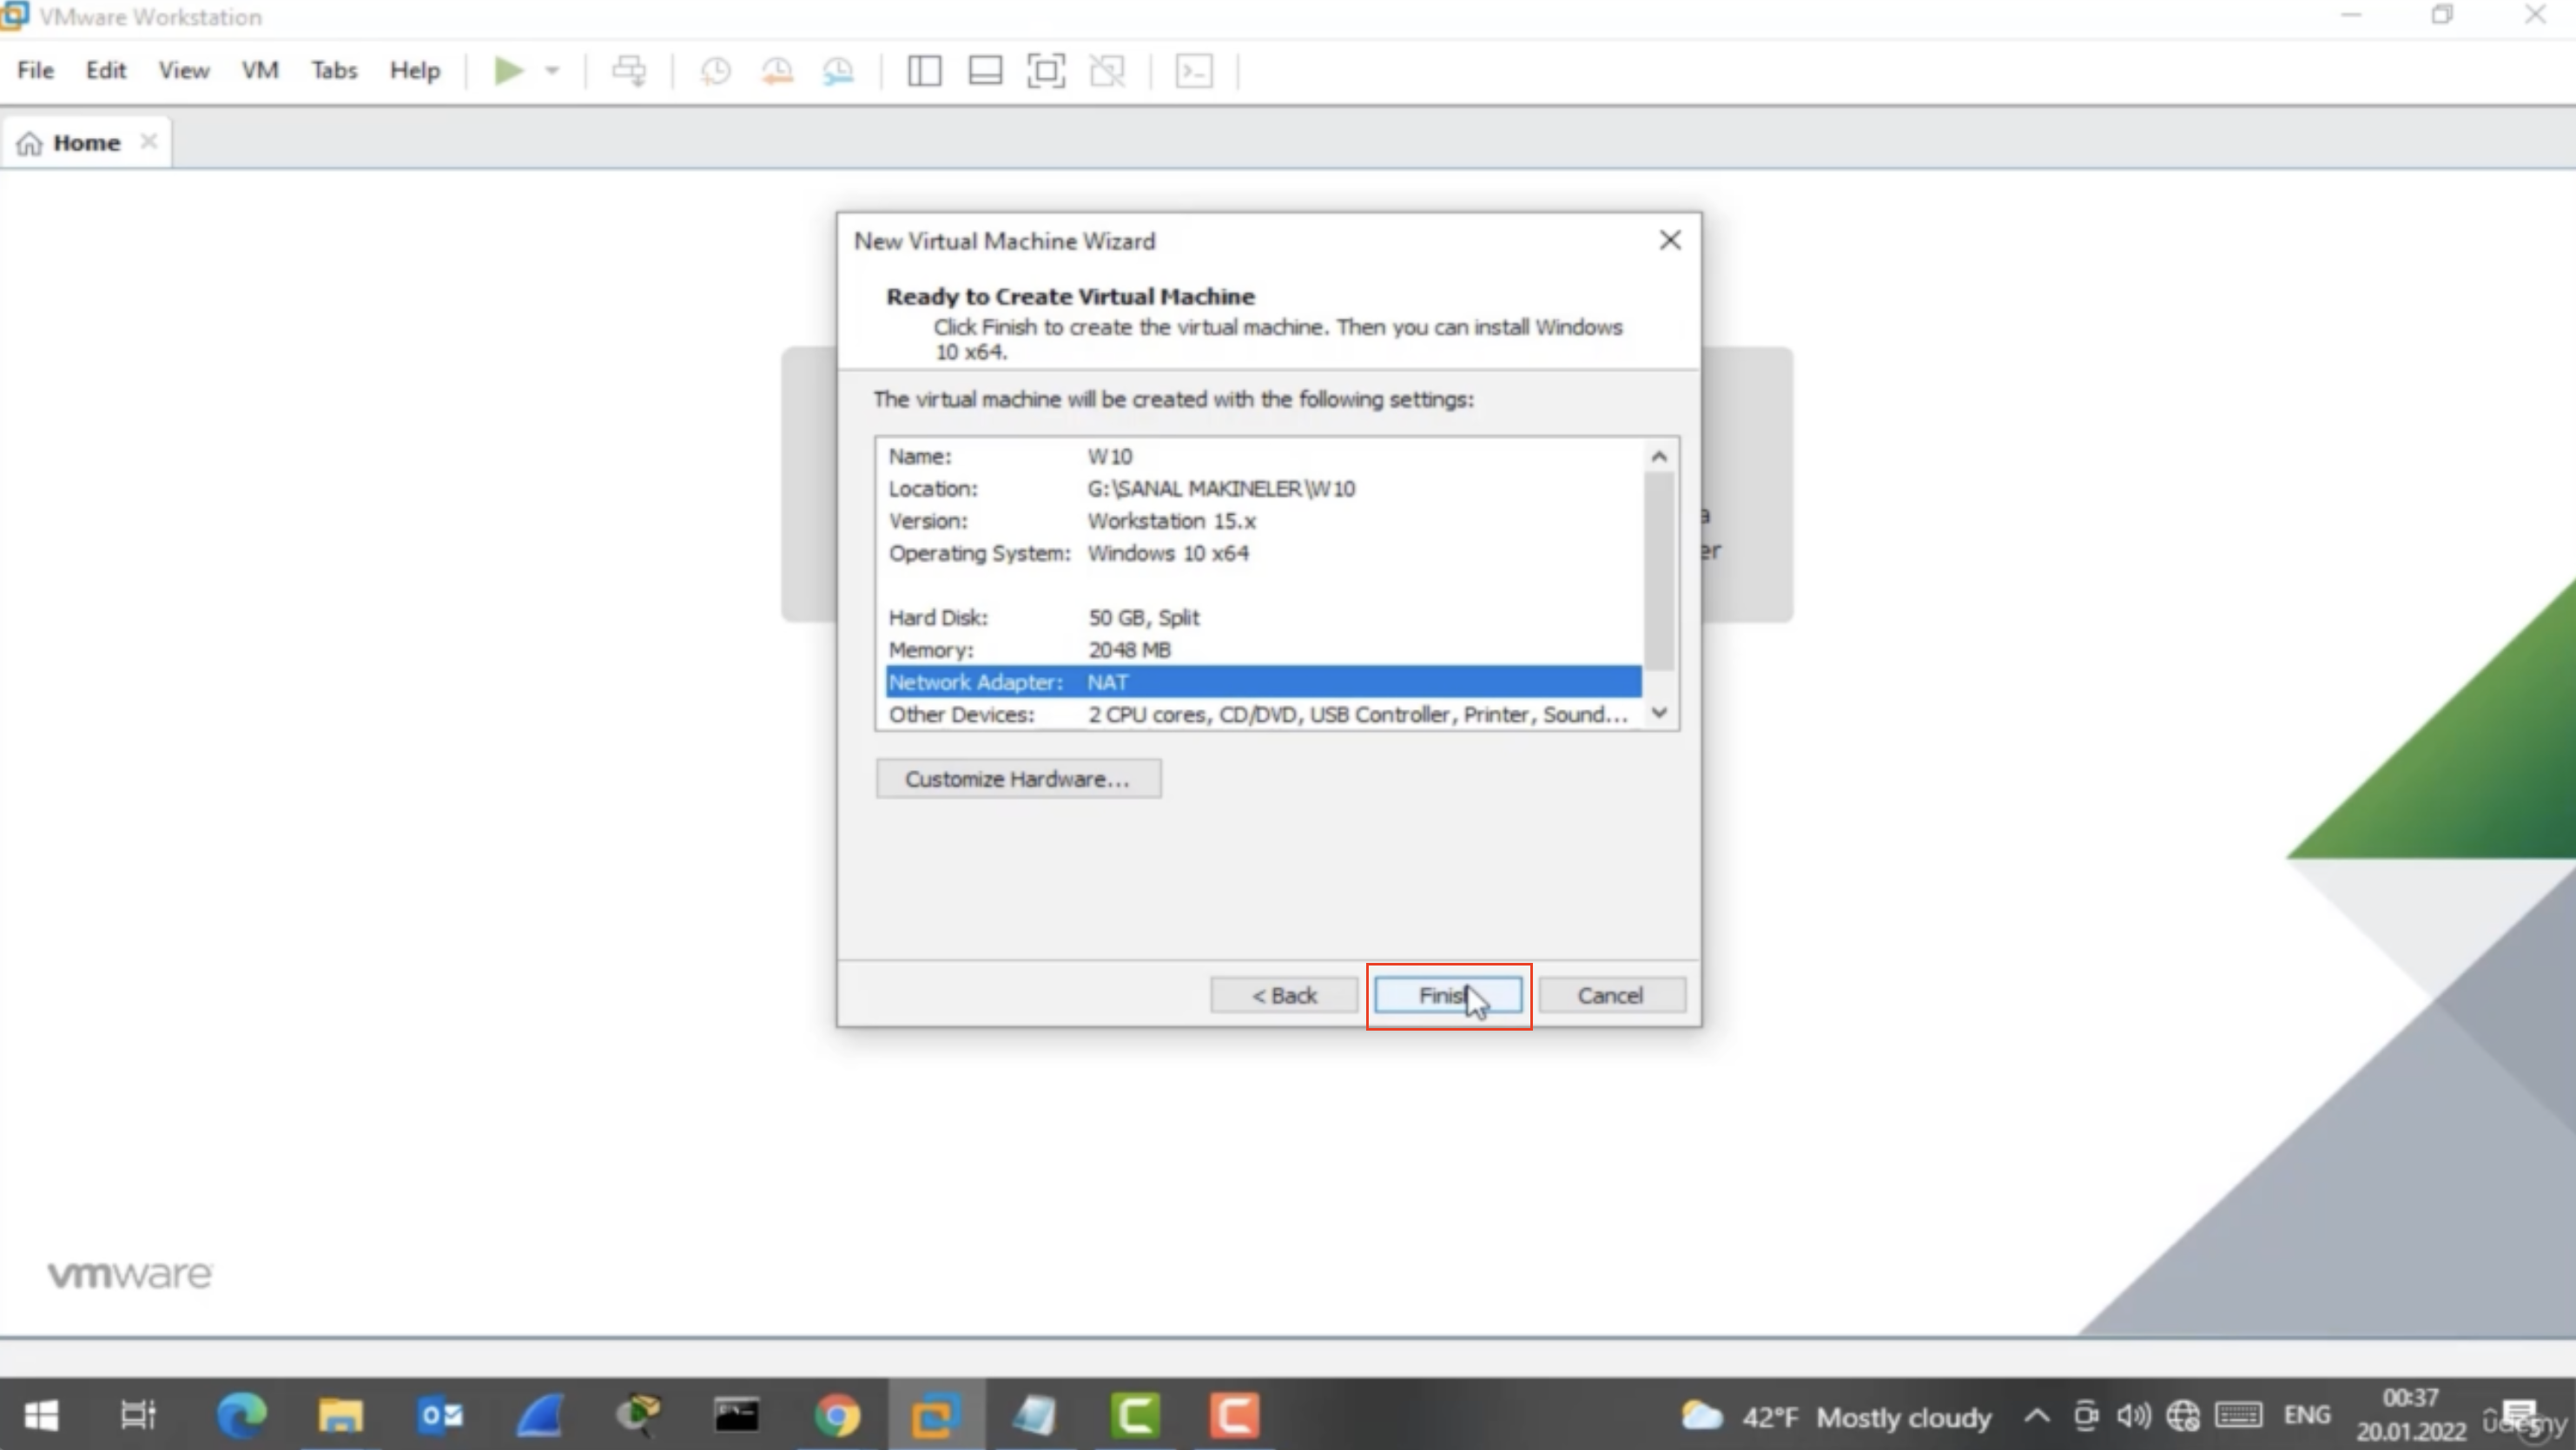 VMware Workstation
File Edit View VM Tabs Help
Home
New Virtual Machine Wizard
Ready to Create Virtual Machine
Click Finish to create the virtual machine. Then you can install Windows
10 x64.
The virtual machine will be created with the following settings:
Name: W10
Location: G:\SANAL MAKINELER\W10
Version: Workstation 15.x
Operating System: Windows 10 x64
Hard Disk: 50 GB, Split
Memory: 2048 MB
Network Adapter: NAT
Other Devices: 2 CPU cores, CD/DVD, USB Controller, Printer, Sound...
a
er
Customize Hardware...
< Back Finish Cancel
vmware
42°F Mostly cloudy ENG 00:37
20.01.2022
udemy